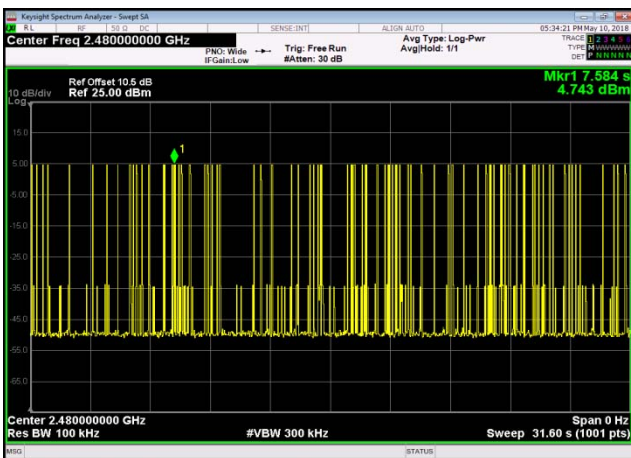 Keysight Spectrum Analyzer - Swept SA
RL RF 50 Ω DC SENSE:INT ALIGN AUTO 05:34:21 PM May 10, 2018
Center Freq 2.480000000 GHz
PNO: Wide
IFGain:Low
Trig: Free Run
#Atten: 30 dB
Avg Type: Log-Pwr
Avg|Hold: 1/1
TRACE 1 2 3 4 5 6
TYPE M WWWWW
DET P N N N N N
Ref Offset 10.5 dB
10 dB/div Ref 25.00 dBm
Log
Mkr1 7.584 s
4.743 dBm
1
15.0
5.00
-5.00
-15.0
-25.0
-35.0
-45.0
-55.0
-65.0
Center 2.480000000 GHz Span 0 Hz
Res BW 100 kHz #VBW 300 kHz Sweep 31.60 s (1001 pts)
MSG STATUS